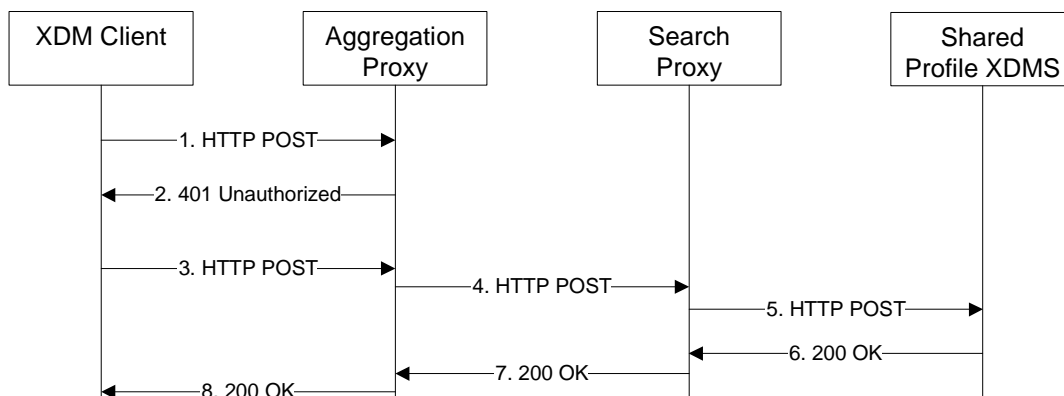 XDM Client
Aggregation
Proxy
Search
Proxy
Shared
Profile XDMS
1. HTTP POST
2. 401 Unauthorized
3. HTTP POST
4. HTTP POST
5. HTTP POST
6. 200 OK
7. 200 OK
8. 200 OK